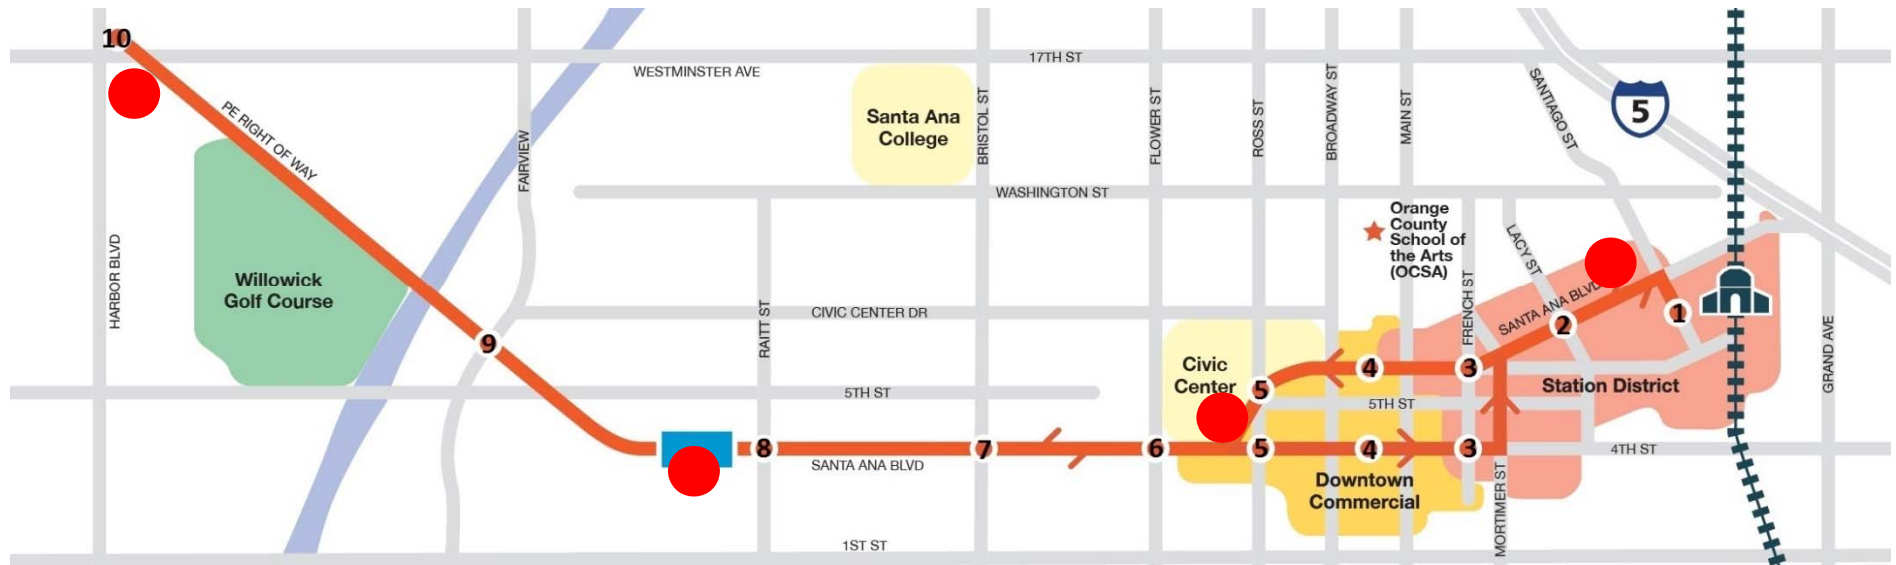 10
17TH ST
WESTMINSTER AVE
PE RIGHT OF WAY
FAIRVIEW
Santa Ana
College
BRISTOL ST
FLOWER ST
ROSS ST
BROADWAY ST
MAIN ST
SANTIAGO ST
5
WASHINGTON ST
Orange
County
School of
the Arts
(OCSA)
LACY ST
HARBOR BLVD
Willowick
Golf Course
RAITT ST
CIVIC CENTER DR
FRENCH ST
SANTA ANA BLVD
2
1
GRAND AVE
9
Civic
Center
5
4
3
Station District
5TH ST
5TH ST
8
7
6
5
4
3
4TH ST
SANTA ANA BLVD
Downtown
Commercial
MORTIMER ST
1ST ST